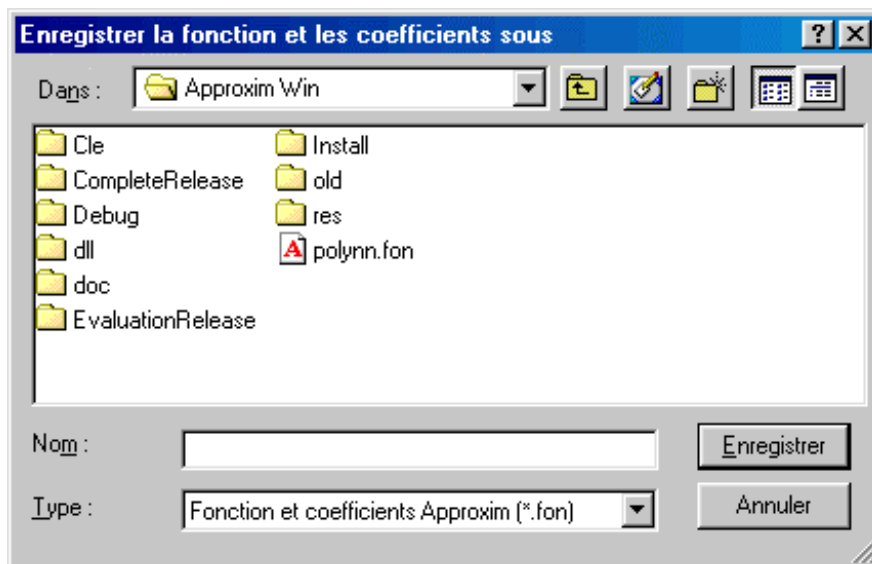 Enregistrer la fonction et les coefficients sous
Dans :
Approxim Win
Cle
Install
CompleteRelease
old
Debug
res
dll
polynn.fon
doc
EvaluationRelease
Nom :
Enregistrer
Type :
Fonction et coefficients Approxim (*.fon)
Annuler